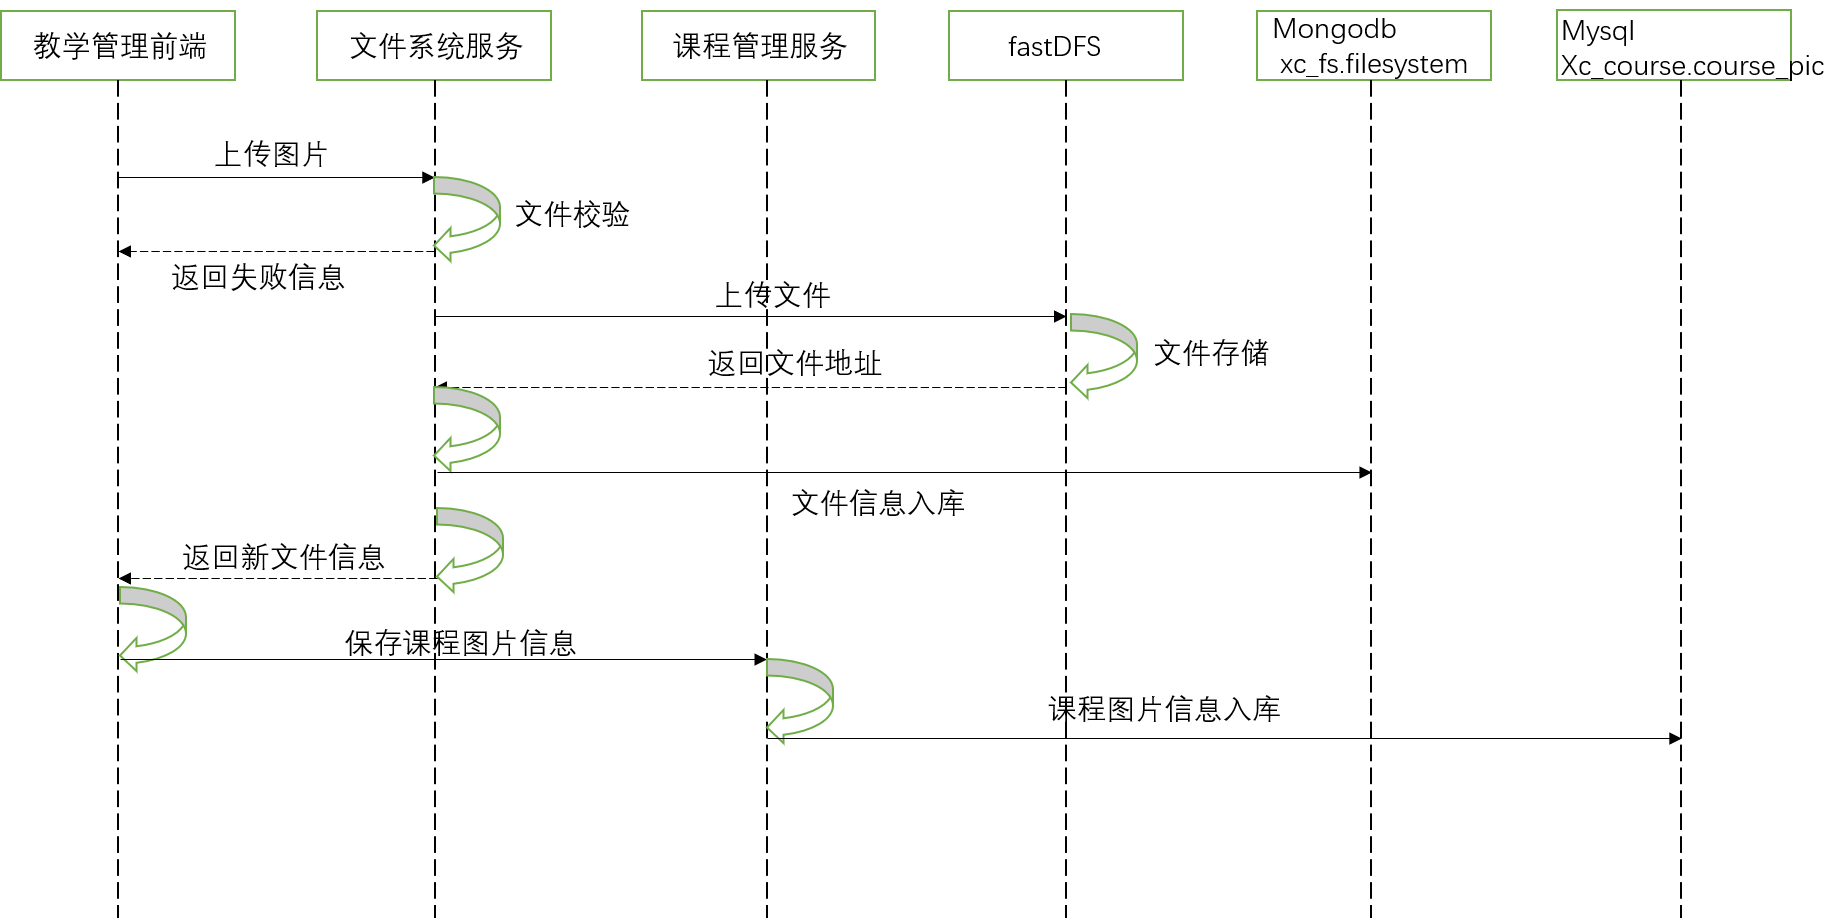 教学管理前端
文件系统服务
课程管理服务
fastDFS
Mongodb
xc_fs.filesystem
Mysql
Xc_course.course_pic
上传图片
文件校验
返回失败信息
上传文件
文件存储
返回文件地址
文件信息入库
返回新文件信息
保存课程图片信息
课程图片信息入库